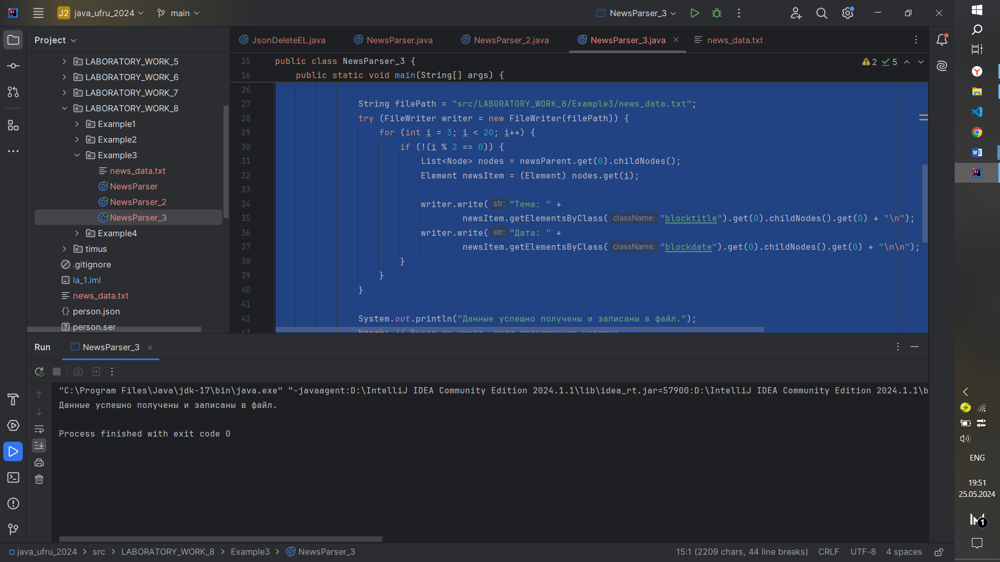 J2 java_ufru_2024 main NewsParser_3
Project
LABORATORY_WORK_5
LABORATORY_WORK_6
LABORATORY_WORK_7
LABORATORY_WORK_8
Example1
Example2
Example3
news_data.txt
NewsParser
NewsParser_2
NewsParser_3
Example4
timus
.gitignore
la_1.iml
news_data.txt
person.json
person.ser
JsonDeleteEL.java NewsParser.java NewsParser_2.java NewsParser_3.java news_data.txt
2 5
15 public class NewsParser_3 {
16 public static void main(String[] args) {
26
27 String filePath = "src/LABORATORY_WORK_8/Example3/news_data.txt";
28 try (FileWriter writer = new FileWriter(filePath)) {
29 for (int i = 3; i < 20; i++) {
30 if (!(i % 2 == 0)) {
31 List<Node> nodes = newsParent.get(0).childNodes();
32 Element newsItem = (Element) nodes.get(i);
33
34 writer.write( str: "Тема: " +
35 newsItem.getElementsByClass( className: "blocktitle").get(0).childNodes().get(0) + "\n");
36 writer.write( str: "Дата: " +
37 newsItem.getElementsByClass( className: "blockdate").get(0).childNodes().get(0) + "\n\n");
38 }
39 }
40 }
41
42 System.out.println("Данные успешно получены и записаны в файл.");
43 break; // Выход из цикла, если подключение успешно
Run NewsParser_3
"C:\Program Files\Java\jdk-17\bin\java.exe" "-javaagent:D:\IntelliJ IDEA Community Edition 2024.1.1\lib\idea_rt.jar=57900:D:\IntelliJ IDEA Community Edition 2024.1.1\b
Данные успешно получены и записаны в файл.
Process finished with exit code 0
java_ufru_2024 > src > LABORATORY_WORK_8 > Example3 > NewsParser_3
15:1 (2209 chars, 44 line breaks) CRLF UTF-8 4 spaces
ENG
19:51
25.05.2024
1